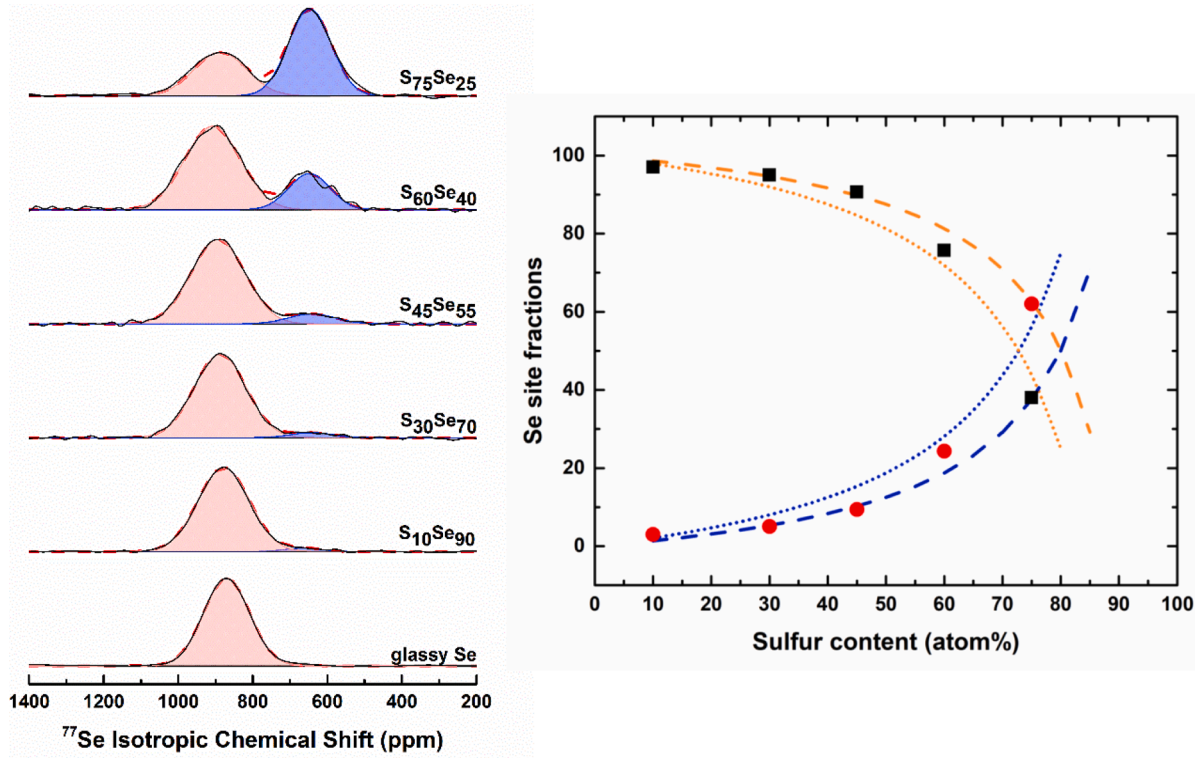 S75Se25
S60Se40
S45Se55
S30Se70
S10Se90
glassy Se
1400 1200 1000 800 600 400 200
77Se Isotropic Chemical Shift (ppm)
100
80
60
40
20
0
Se site fractions
0 10 20 30 40 50 60 70 80 90 100
Sulfur content (atom%)